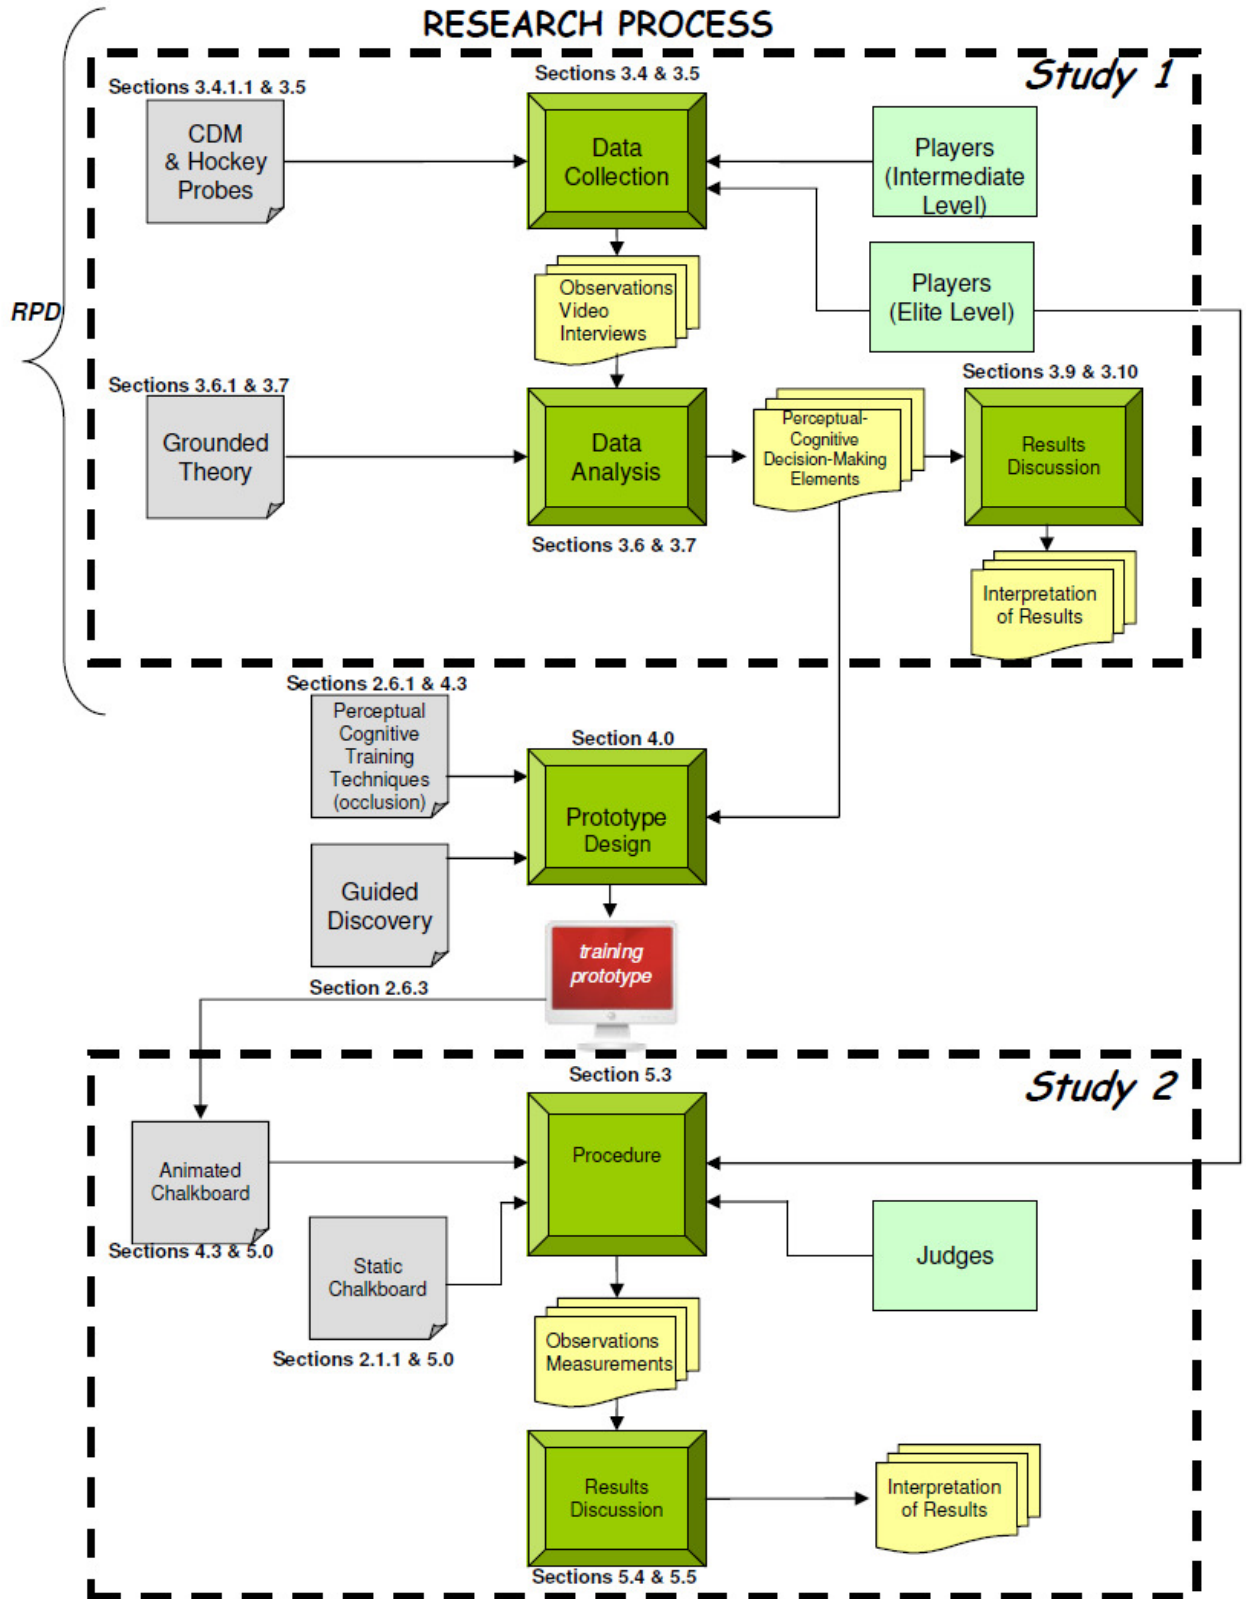 RESEARCH PROCESS
Study 1
Sections 3.4.1.1 & 3.5
Sections 3.4 & 3.5
CDM
& Hockey
Probes
Data
Collection
Players
(Intermediate
Level)
Players
(Elite Level)
Observations
Video
Interviews
RPD
Sections 3.6.1 & 3.7
Sections 3.9 & 3.10
Grounded
Theory
Data
Analysis
Perceptual-
Cognitive
Decision-Making
Elements
Results
Discussion
Sections 3.6 & 3.7
Interpretation
of Results
Sections 2.6.1 & 4.3
Perceptual
Cognitive
Training
Techniques
(occlusion)
Section 4.0
Prototype
Design
Guided
Discovery
Section 2.6.3
training
prototype
Study 2
Section 5.3
Procedure
Animated
Chalkboard
Sections 4.3 & 5.0
Static
Chalkboard
Sections 2.1.1 & 5.0
Judges
Observations
Measurements
Results
Discussion
Sections 5.4 & 5.5
Interpretation
of Results